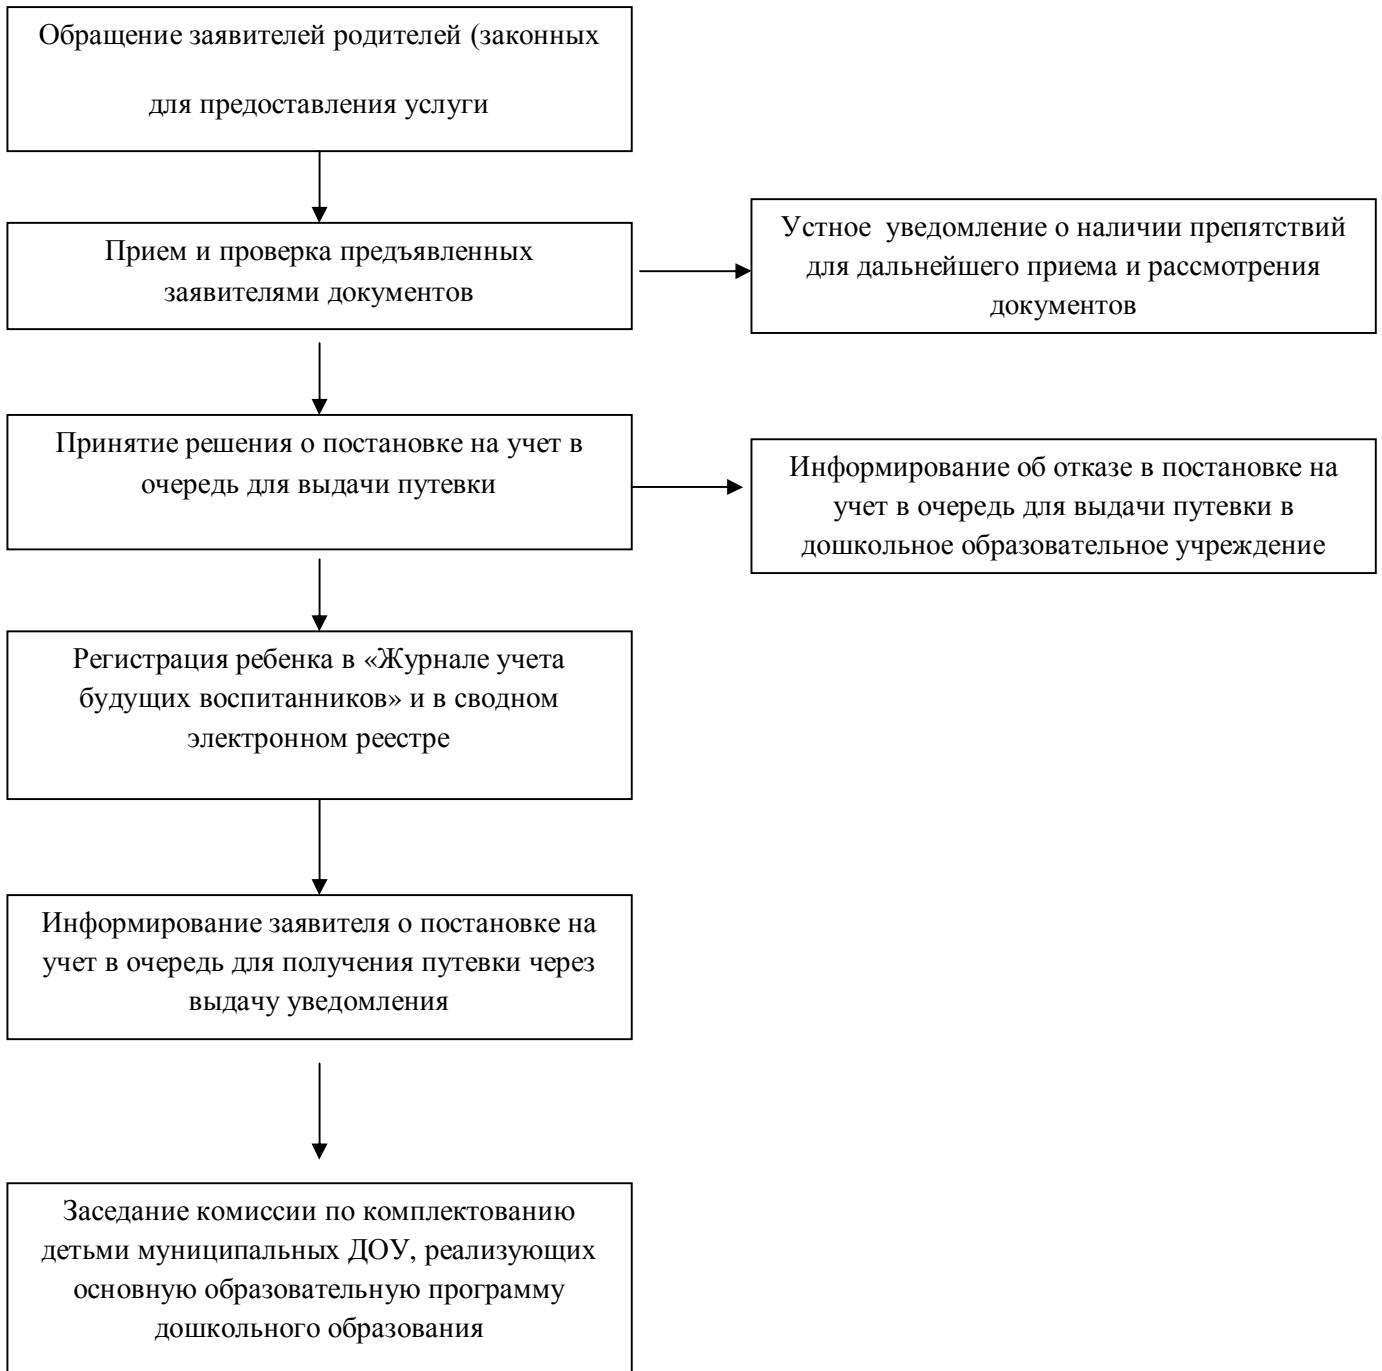 Обращение заявителей родителей (законных
для предоставления услуги
Прием и проверка предъявленных
заявителями документов
Устное уведомление о наличии препятствий
для дальнейшего приема и рассмотрения
документов
Принятие решения о постановке на учет в
очередь для выдачи путевки
Информирование об отказе в постановке на
учет в очередь для выдачи путевки в
дошкольное образовательное учреждение
Регистрация ребенка в «Журнале учета
будущих воспитанников» и в сводном
электронном реестре
Информирование заявителя о постановке на
учет в очередь для получения путевки через
выдачу уведомления
Заседание комиссии по комплектованию
детьми муниципальных ДОУ, реализующих
основную образовательную программу
дошкольного образования